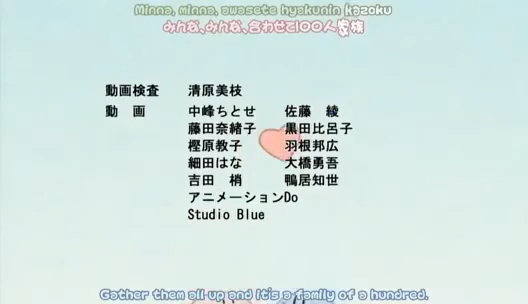 Minna, minna, awasete hyakunin kazoku
みんな、みんな、合わせて100人家族
動画検査 清原美枝
動 画 中峰ちとせ 佐藤 綾
藤田奈緒子 黒田比呂子
樫原教子 羽根邦広
細田はな 大橋勇吾
吉田 梢 鴨居知世
アニメーションDo
Studio Blue
Gather them all up and it's a family of a hundred.